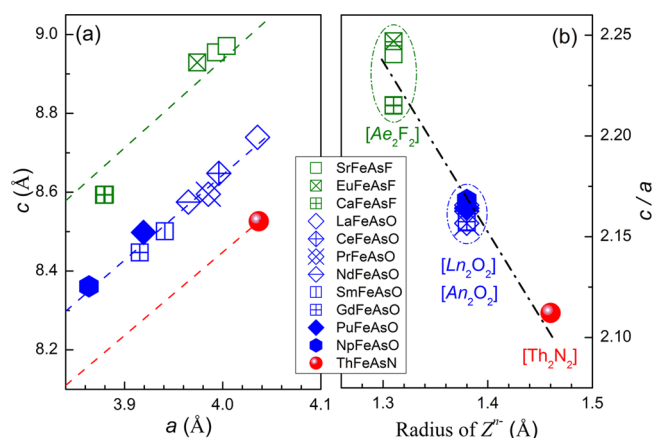 (a)
9.0
8.8
8.6
8.4
8.2
c (Å)
3.9
4.0
4.1
a (Å)
SrFeAsF
EuFeAsF
CaFeAsF
LaFeAsO
CeFeAsO
PrFeAsO
NdFeAsO
SmFeAsO
GdFeAsO
PuFeAsO
NpFeAsO
ThFeAsN
(b)
[Ae₂F₂]
[Ln₂O₂]
[An₂O₂]
[Th₂N₂]
2.25
2.20
2.15
2.10
c / a
1.3
1.4
1.5
Radius of Zⁿ⁻ (Å)